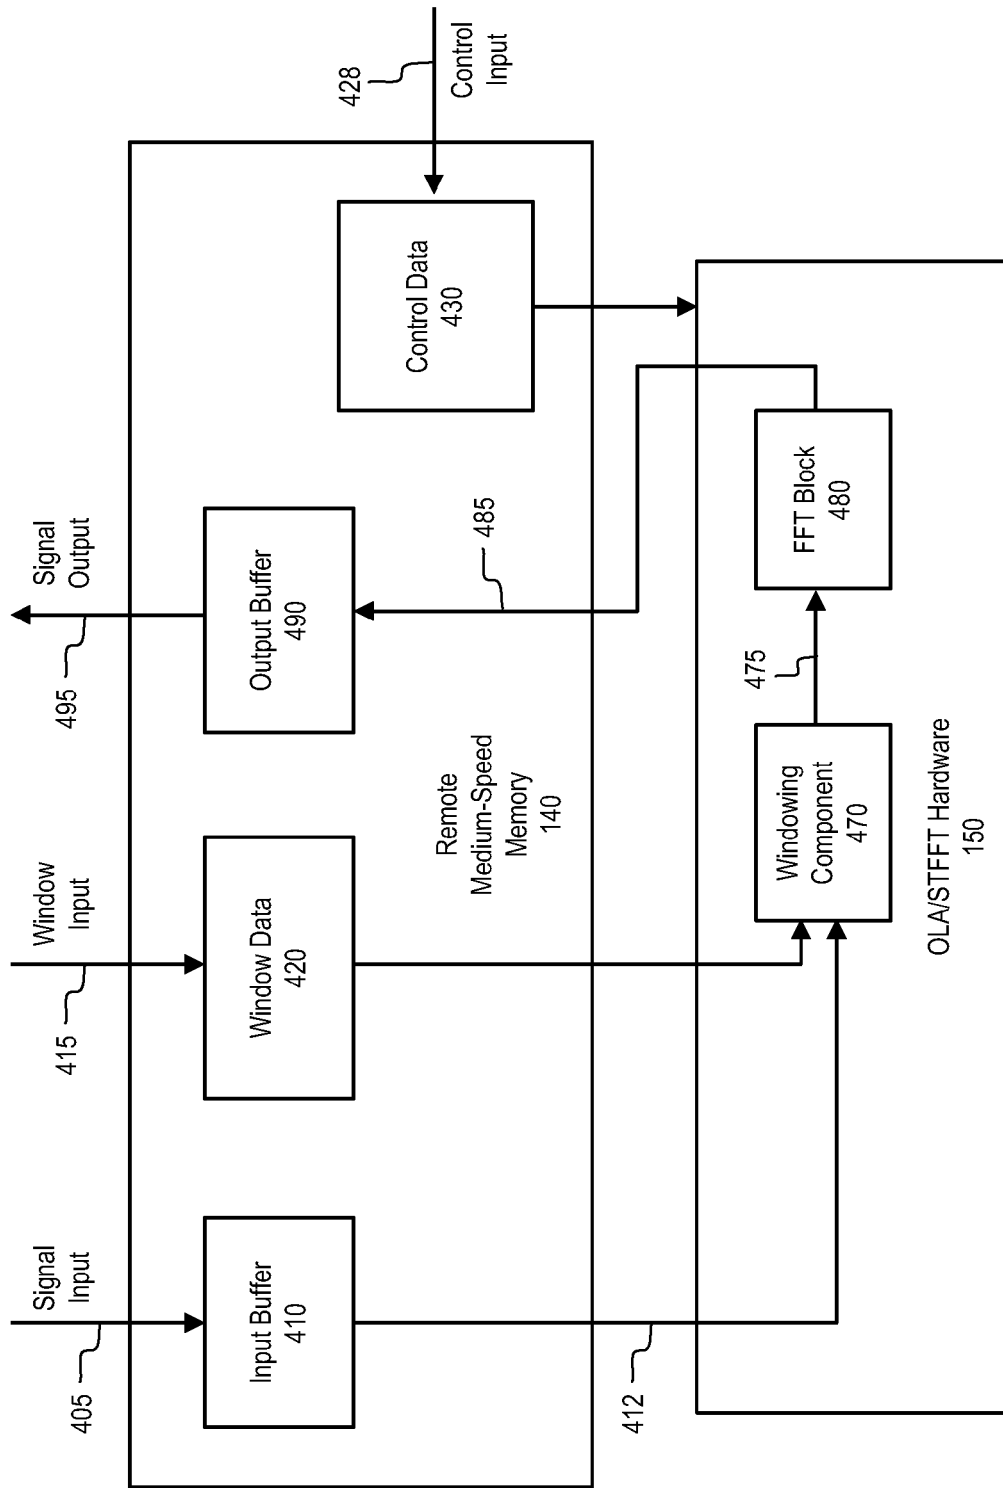 405
Signal
Input
415
Window
Input
495
Signal
Output
Input Buffer
410
Window Data
420
Output Buffer
490
Control Data
430
428
Control
Input
Remote
Medium-Speed
Memory
140
412
485
475
Windowing
Component
470
FFT Block
480
OLA/STFFT Hardware
150